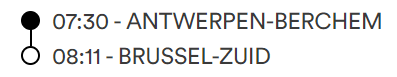 07:30 - ANTWERPEN-BERCHEM
08:11 - BRUSSEL-ZUID